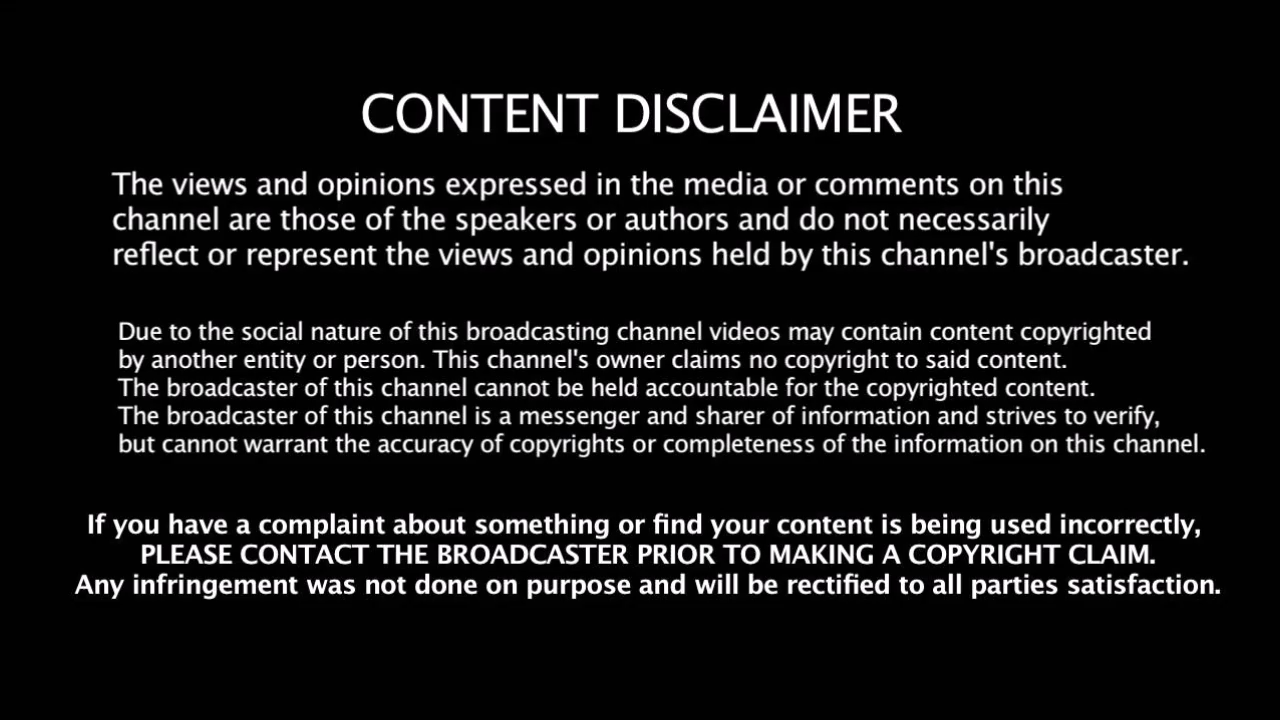 CONTENT DISCLAIMER
The views and opinions expressed in the media or comments on this
channel are those of the speakers or authors and do not necessarily
reflect or represent the views and opinions held by this channel's broadcaster.
Due to the social nature of this broadcasting channel videos may contain content copyrighted
by another entity or person. This channel's owner claims no copyright to said content.
The broadcaster of this channel cannot be held accountable for the copyrighted content.
The broadcaster of this channel is a messenger and sharer of information and strives to verify,
but cannot warrant the accuracy of copyrights or completeness of the information on this channel.
If you have a complaint about something or find your content is being used incorrectly,
PLEASE CONTACT THE BROADCASTER PRIOR TO MAKING A COPYRIGHT CLAIM.
Any infringement was not done on purpose and will be rectified to all parties satisfaction.